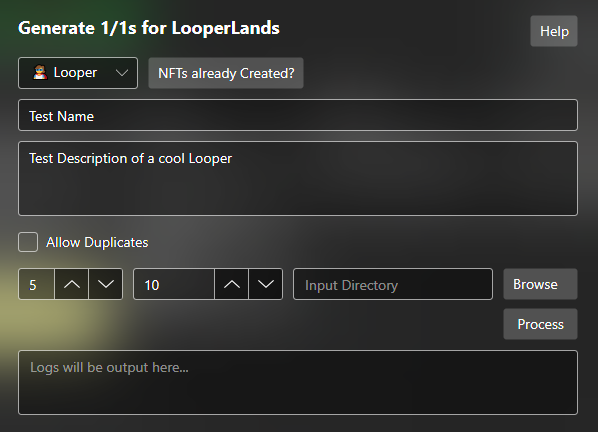 Generate 1/1s for LooperLands
Help
Looper
NFTs already Created?
Test Name
Test Description of a cool Looper
Allow Duplicates
5
10
Input Directory
Browse
Process
Logs will be output here...